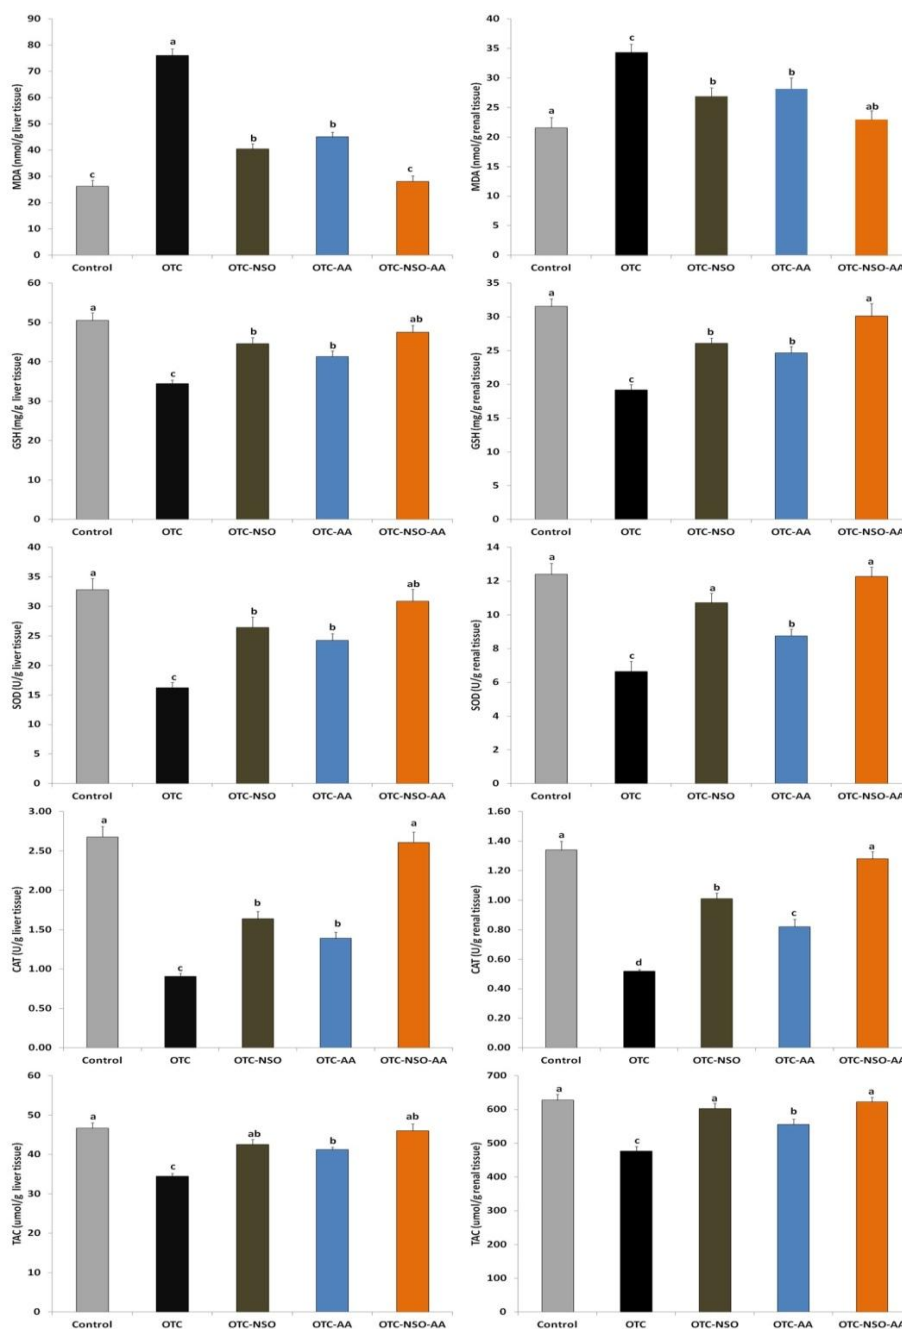 90
80
70
60
50
40
30
20
10
0
MDA (nmol/g liver tissue)
c
a
b
b
c
Control OTC OTC-NSO OTC-AA OTC-NSO-AA
40
35
30
25
20
15
10
5
0
MDA (nmol/g renal tissue)
a
c
b
b
ab
Control OTC OTC-NSO OTC-AA OTC-NSO-AA
60
50
40
30
20
10
0
GSH (mg/g liver tissue)
a
c
b
b
ab
Control OTC OTC-NSO OTC-AA OTC-NSO-AA
35
30
25
20
15
10
5
0
GSH (mg/g renal tissue)
a
c
b
b
a
Control OTC OTC-NSO OTC-AA OTC-NSO-AA
40
35
30
25
20
15
10
5
0
SOD (U/g liver tissue)
a
c
b
b
ab
Control OTC OTC-NSO OTC-AA OTC-NSO-AA
14
12
10
8
6
4
2
0
SOD (U/g renal tissue)
a
c
a
b
a
Control OTC OTC-NSO OTC-AA OTC-NSO-AA
3.00
2.50
2.00
1.50
1.00
0.50
0.00
CAT (U/g liver tissue)
a
c
b
b
a
Control OTC OTC-NSO OTC-AA OTC-NSO-AA
1.60
1.40
1.20
1.00
0.80
0.60
0.40
0.20
0.00
CAT (U/g renal tissue)
a
d
b
c
a
Control OTC OTC-NSO OTC-AA OTC-NSO-AA
60
50
40
30
20
10
0
TAC (umol/g liver tissue)
a
c
ab
b
ab
Control OTC OTC-NSO OTC-AA OTC-NSO-AA
700
600
500
400
300
200
100
0
TAC (umol/g renal tissue)
a
c
a
b
a
Control OTC OTC-NSO OTC-AA OTC-NSO-AA